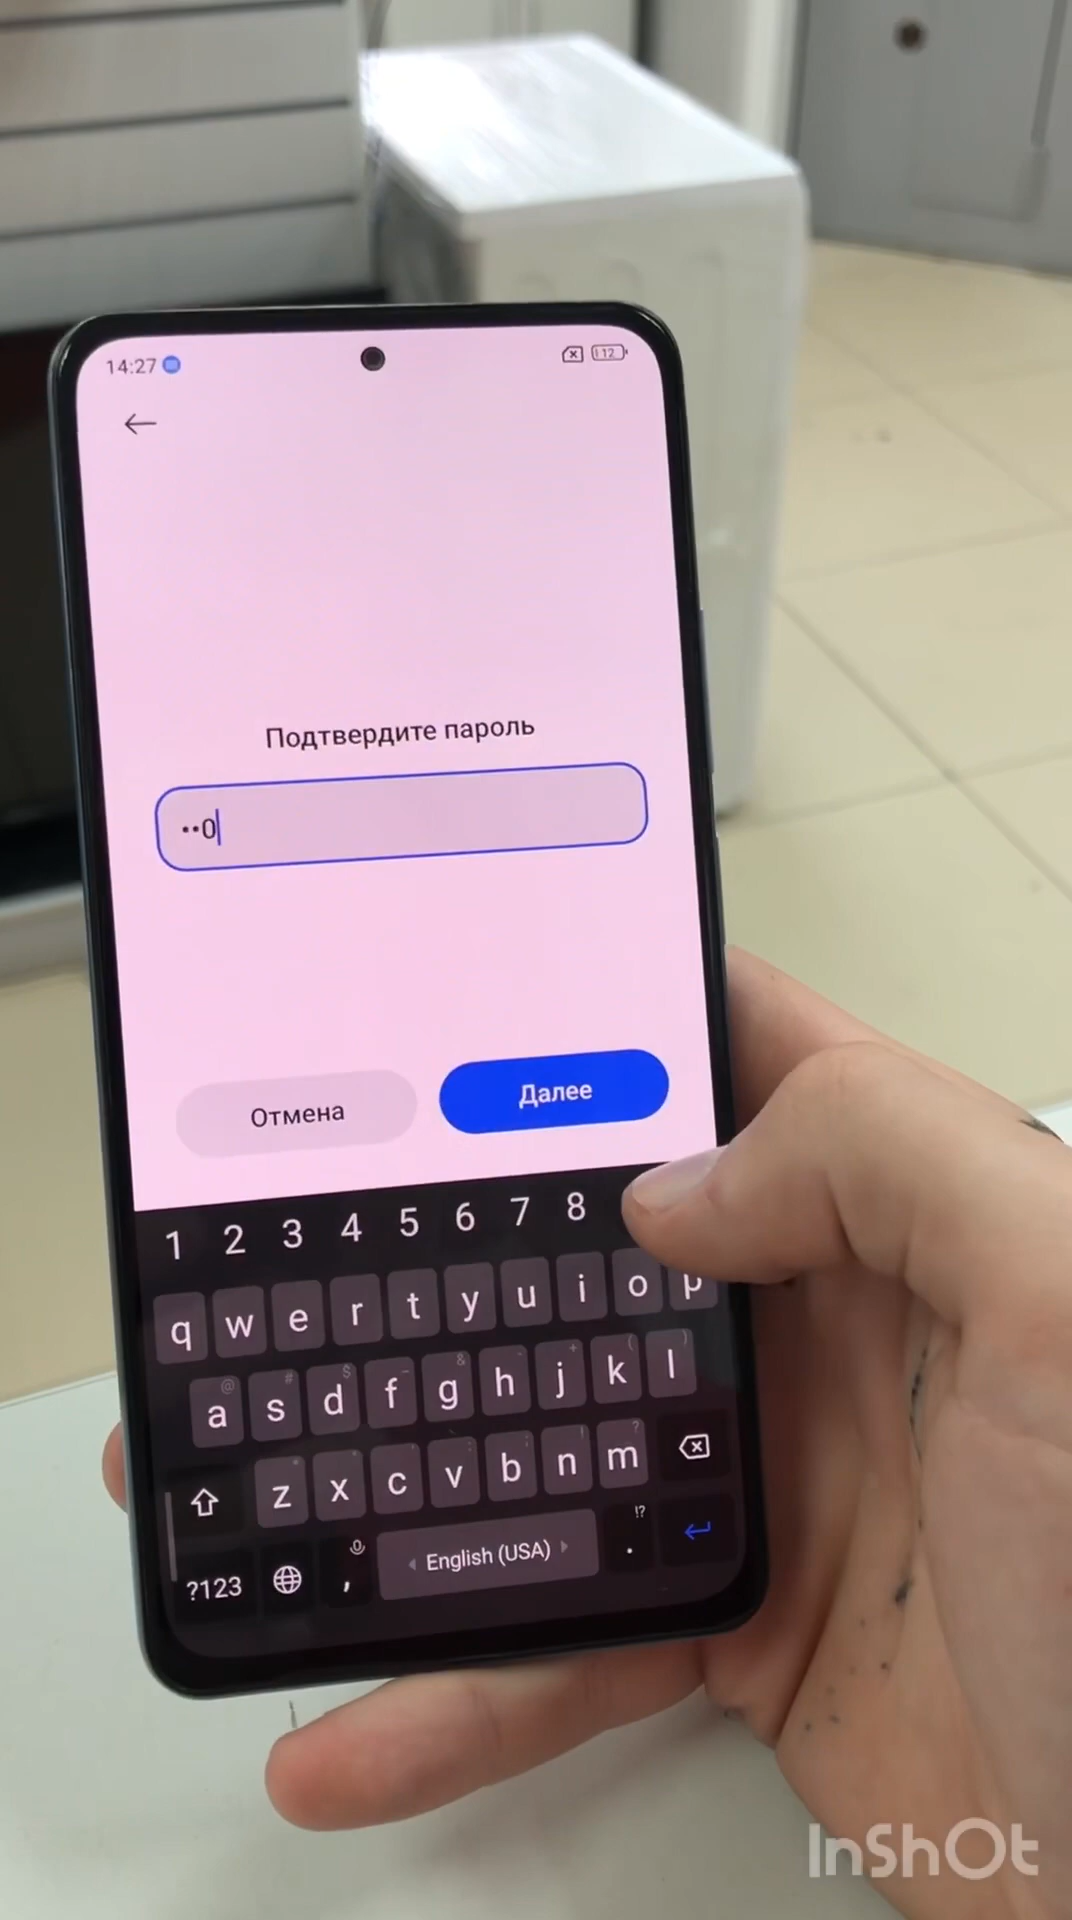 14:27
12
Подтвердите пароль
••0
Отмена
Далее
1 2 3 4 5 6 7 8
q w e r t y u i o p
@ # $ & - + ( )
a s d f g h j k l
z x c v b n m
?123 , English (USA) . !?
InShOt